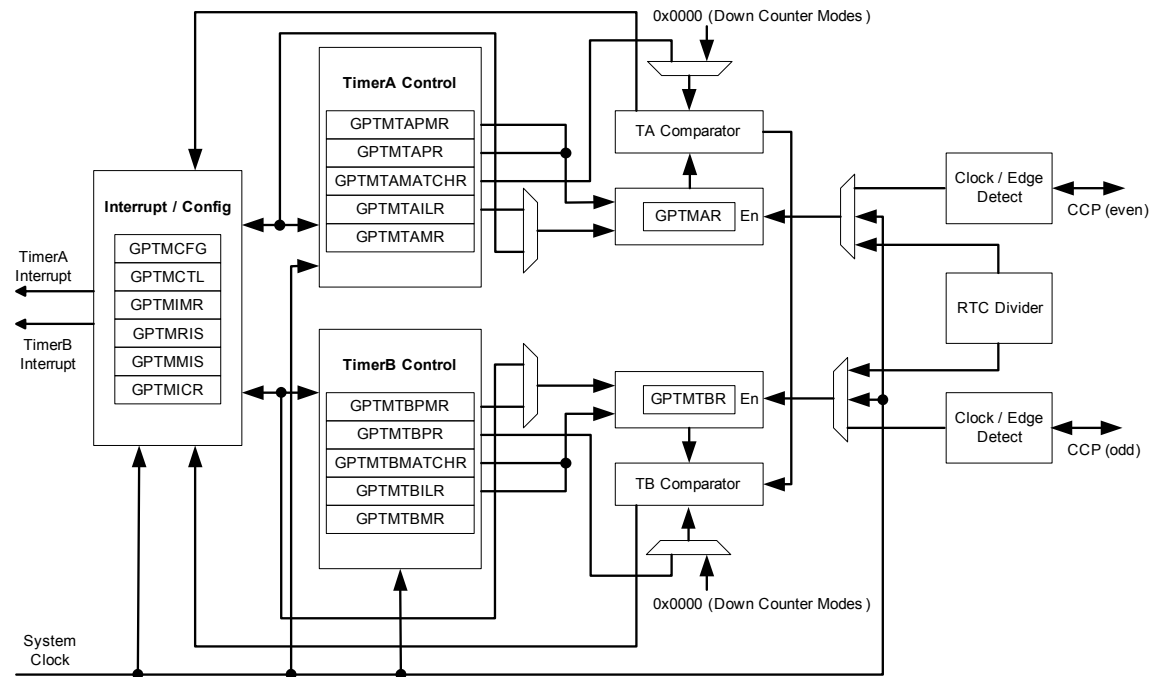 0x0000 (Down Counter Modes)
TimerA Control
GPTMTAPMR
GPTMTAPR
GPTMTAMATCHR
GPTMTAILR
GPTMTAMR
TA Comparator
GPTMAR
En
Clock / Edge
Detect
CCP (even)
Interrupt / Config
GPTMCFG
GPTMCTL
GPTMIMR
GPTMRIS
GPTMMIS
GPTMICR
TimerA
Interrupt
TimerB
Interrupt
RTC Divider
TimerB Control
GPTMTBPMR
GPTMTBPR
GPTMTBMATCHR
GPTMTBILR
GPTMTBMR
GPTMTBR
En
TB Comparator
Clock / Edge
Detect
CCP (odd)
0x0000 (Down Counter Modes)
System
Clock